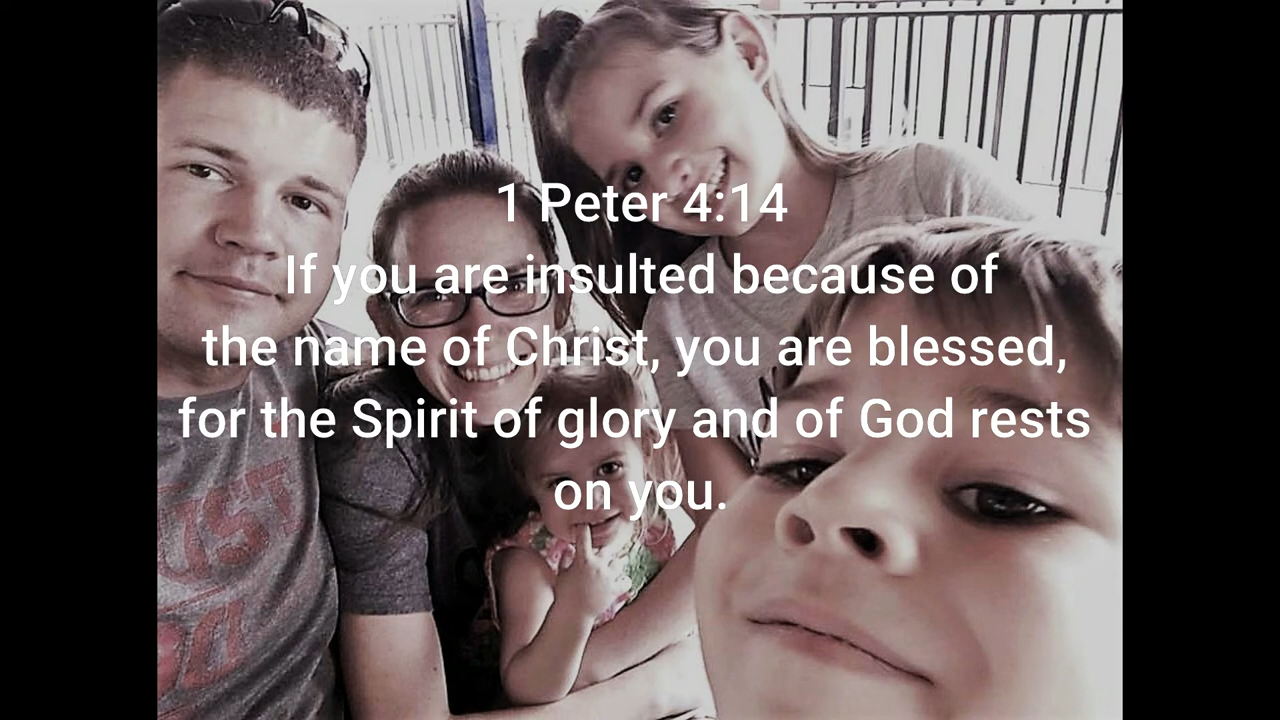 1 Peter 4:14
If you are insulted because of
the name of Christ, you are blessed,
for the Spirit of glory and of God rests
on you.